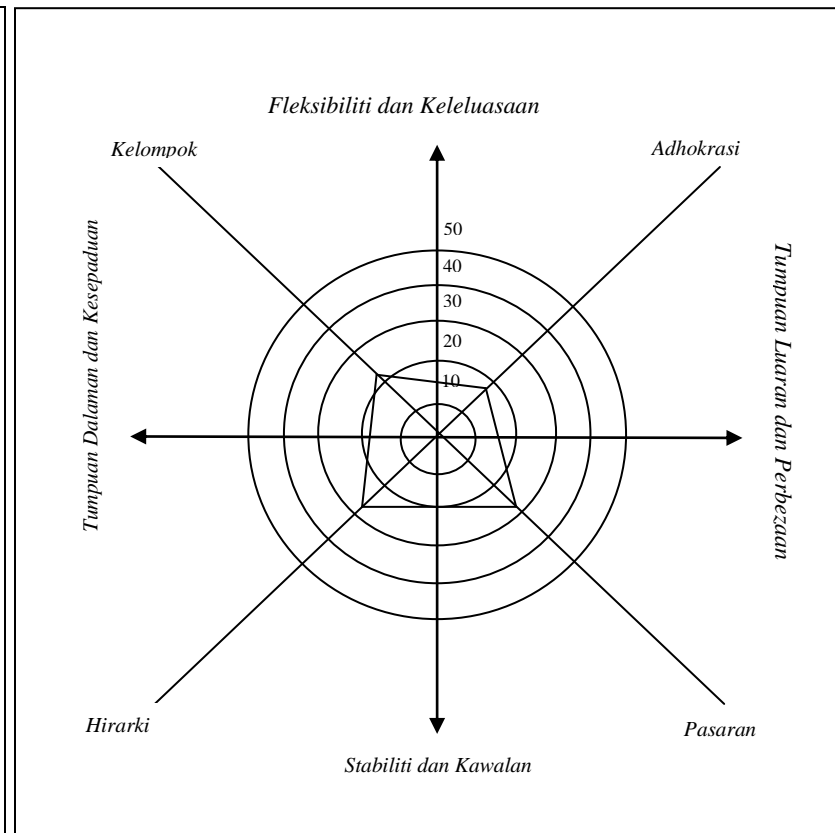 Fleksibiliti dan Keleluasaan
Kelompok
Adhokrasi
50
40
30
20
10
Tumpuan Dalaman dan Kesepaduan
Tumpuan Luaran dan Perbezaan
Hirarki
Pasaran
Stabiliti dan Kawalan